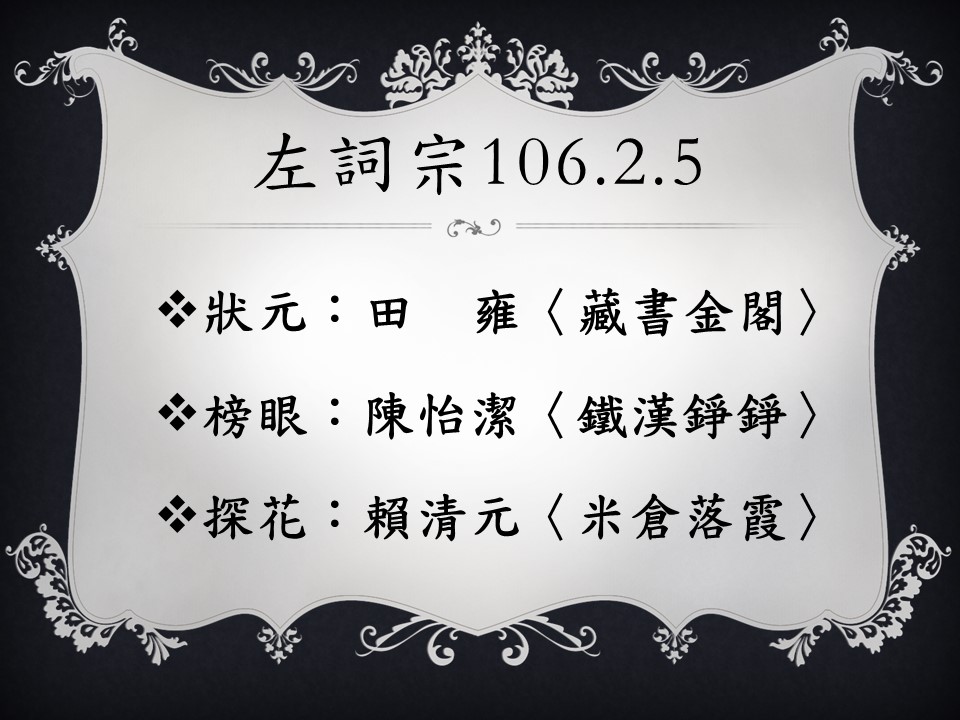 左詞宗106.2.5
❖狀元：田　雍〈藏書金閣〉
❖榜眼：陳怡潔〈鐵漢錚錚〉
❖探花：賴清元〈米倉落霞〉